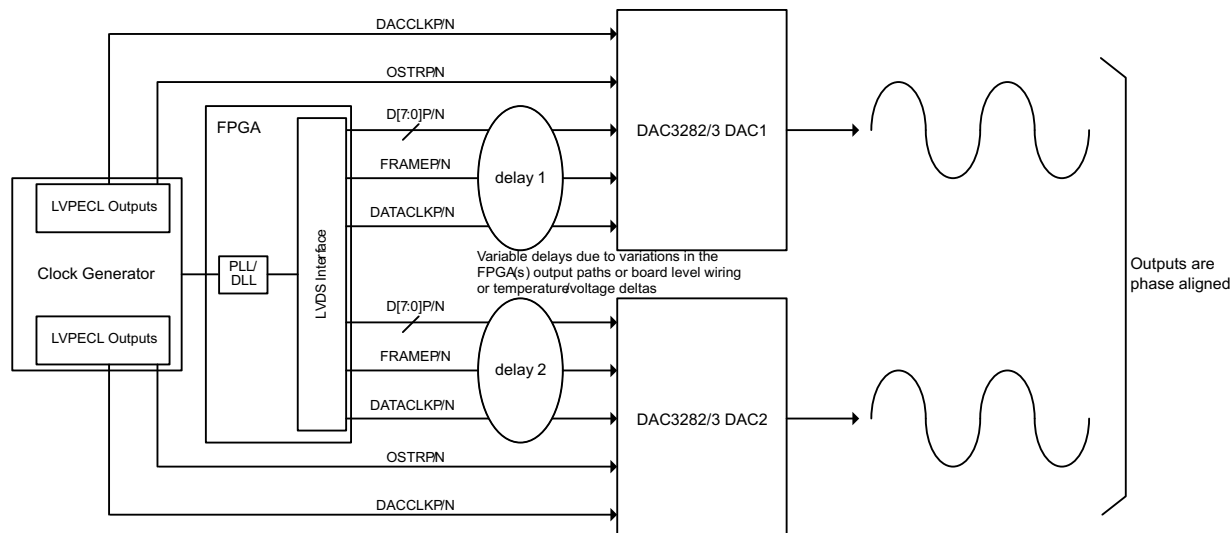 DACCLKP/N
OSTRP/N
FPGA
D[7:0]P/N
FRAMEP/N
DATACLKP/N
delay 1
DAC3282/3 DAC1
LVPECL Outputs
Clock Generator
LVPECL Outputs
PLL/
DLL
LVDS Interface
Variable delays due to variations in the
FPGA(s) output paths or board level wiring
or temperature/voltage deltas
Outputs are
phase aligned
D[7:0]P/N
FRAMEP/N
DATACLKP/N
delay 2
DAC3282/3 DAC2
OSTRP/N
DACCLKP/N